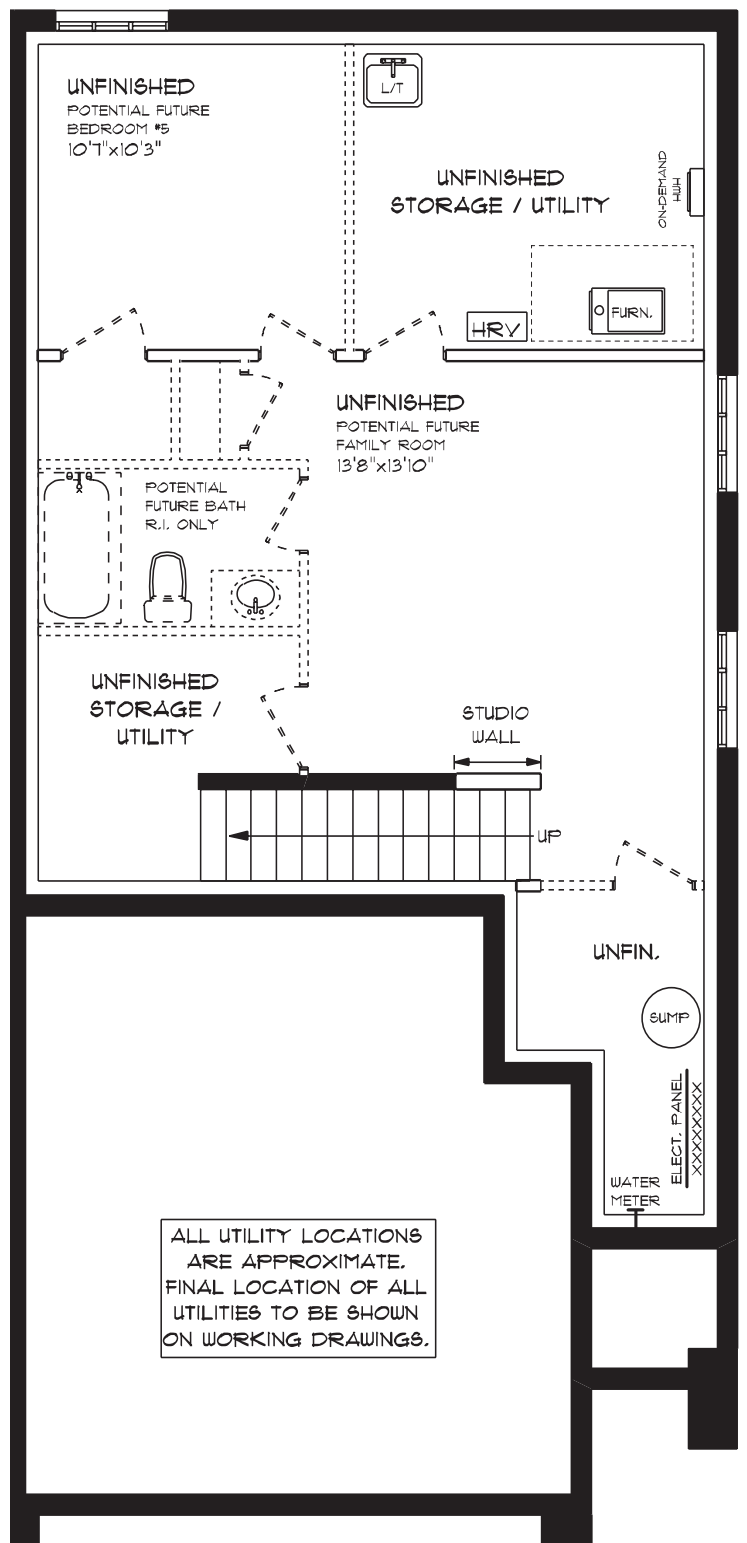 UNFINISHED
POTENTIAL FUTURE
BEDROOM #5
10'7"x10'3"
L/T
UNFINISHED
STORAGE / UTILITY
ON-DEMAND
HWH
FURN.
HRV
UNFINISHED
POTENTIAL FUTURE
FAMILY ROOM
13'8"x13'10"
POTENTIAL
FUTURE BATH
R.I. ONLY
UNFINISHED
STORAGE /
UTILITY
STUDIO
WALL
UP
UNFIN.
SUMP
ELECT. PANEL
XXXXXXXX
WATER
METER
ALL UTILITY LOCATIONS
ARE APPROXIMATE.
FINAL LOCATION OF ALL
UTILITIES TO BE SHOWN
ON WORKING DRAWINGS.